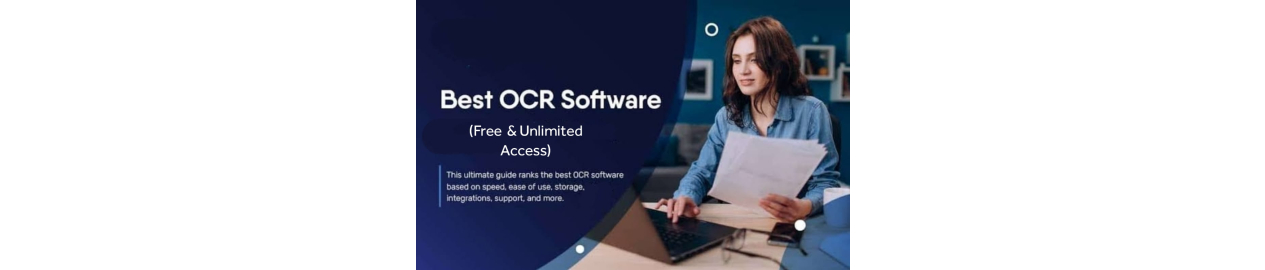 Best OCR Software
(Free & Unlimited
Access)
This ultimate guide ranks the best OCR software
based on speed, ease of use, storage,
integrations, support, and more.